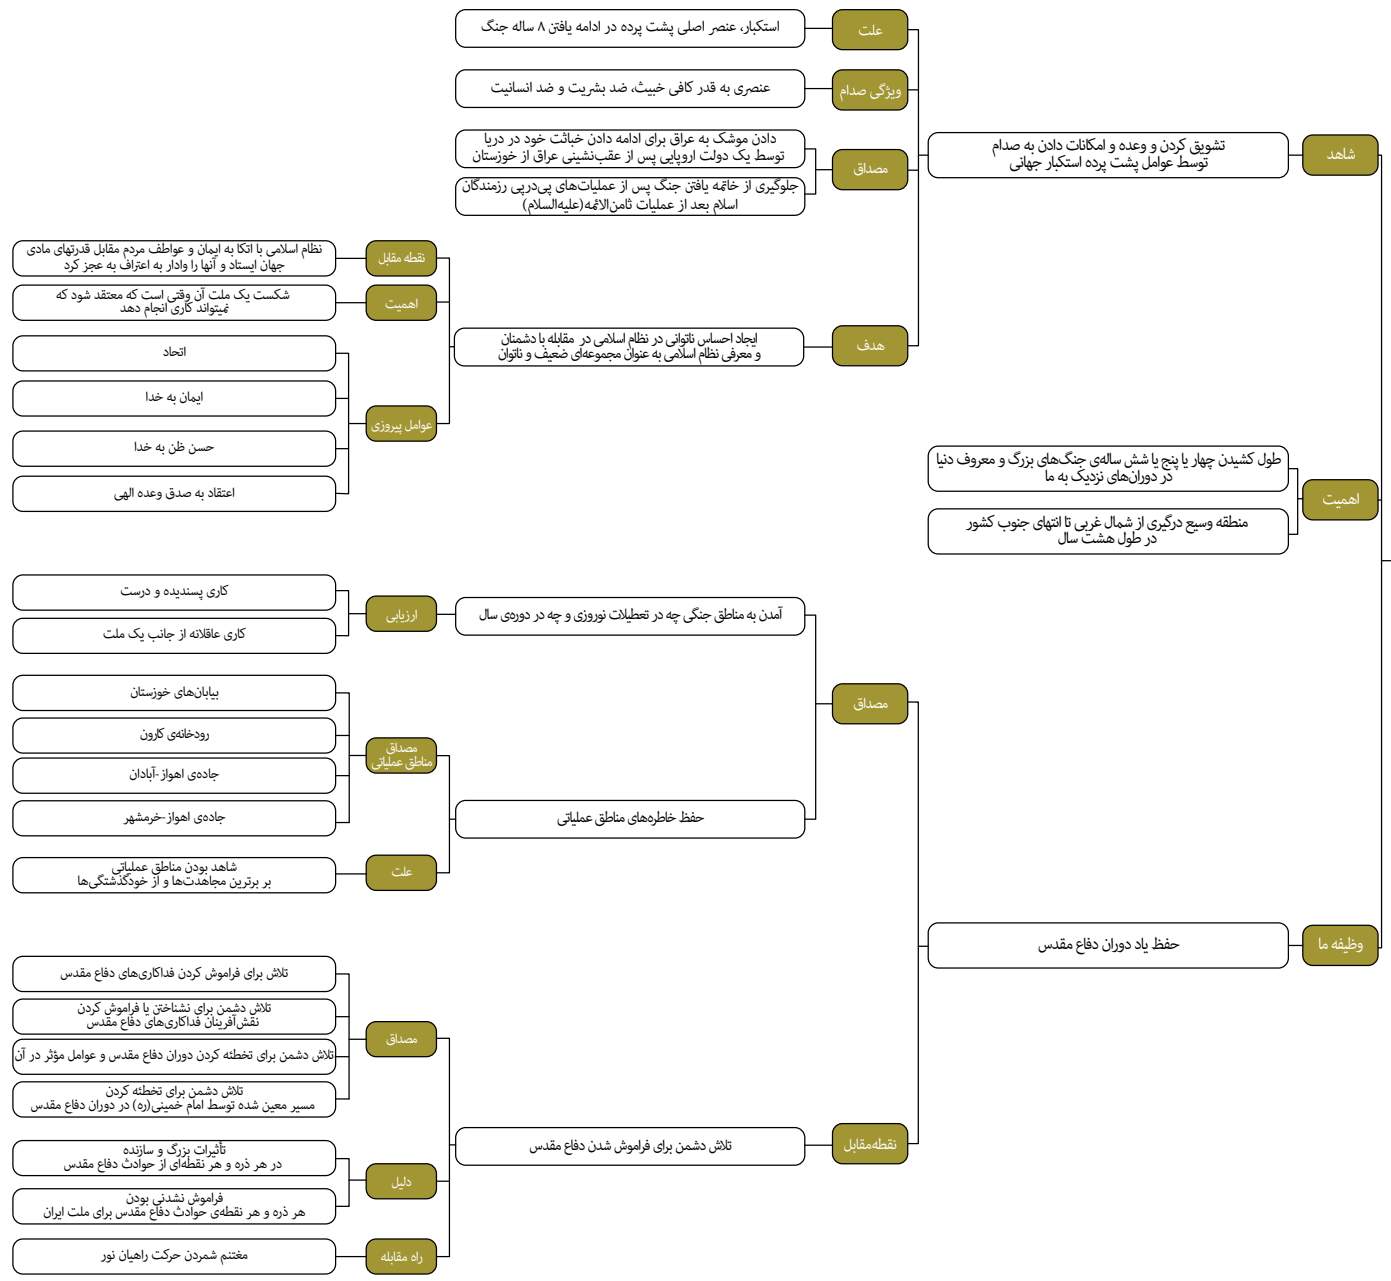 شاهد
تشویق کردن و وعده و امکانات دادن به صدام
توسط عوامل پشت پرده استکبار جهانی
علت
استکبار، عنصر اصلی پشت پرده در ادامه یافتن ۸ ساله جنگ
ویژگی صدام
عنصری به قدر کافی خبیث، ضد بشریت و ضد انسانیت
مصداق
دادن موشک به عراق برای ادامه دادن خباثت خود در دریا
توسط یک دولت اروپایی پس از عقب‌نشینی عراق از خوزستان
جلوگیری از خاتمه یافتن جنگ پس از عملیات‌های پی‌درپی رزمندگان
اسلام بعد از عملیات ثامن‌الائمه(علیه‌السلام)
هدف
ایجاد احساس ناتوانی در نظام اسلامی در مقابله با دشمنان
و معرفی نظام اسلامی به عنوان مجموعه‌ای ضعیف و ناتوان
نقطه مقابل
نظام اسلامی با اتکا به ایمان و عواطف مردم مقابل قدرتهای مادی
جهان ایستاد و آنها را وادار به اعتراف به عجز کرد
اهمیت
شکست یک ملت آن وقتی است که معتقد شود که
نمیتواند کاری انجام دهد
عوامل پیروزی
اتحاد
ایمان به خدا
حسن ظن به خدا
اعتقاد به صدق وعده الهی
اهمیت
طول کشیدن چهار یا پنج یا شش ساله‌ی جنگ‌های بزرگ و معروف دنیا
در دوران‌های نزدیک به ما
منطقه وسیع درگیری از شمال غربی تا انتهای جنوب کشور
در طول هشت سال
وظیفه ما
حفظ یاد دوران دفاع مقدس
مصداق
آمدن به مناطق جنگی چه در تعطیلات نوروزی و چه در دوره‌ی سال
ارزیابی
کاری پسندیده و درست
کاری عاقلانه از جانب یک ملت
حفظ خاطره‌های مناطق عملیاتی
مصداق
مناطق عملیاتی
بیابان‌های خوزستان
رودخانه‌ی کارون
جاده‌ی اهواز-آبادان
جاده‌ی اهواز-خرمشهر
علت
شاهد بودن مناطق عملیاتی
بر برترین مجاهدت‌ها و از خودگذشتگی‌ها
نقطه‌مقابل
تلاش دشمن برای فراموش شدن دفاع مقدس
مصداق
تلاش برای فراموش کردن فداکاری‌های دفاع مقدس
تلاش دشمن برای نشناختن یا فراموش کردن
نقش‌آفرینان فداکاری‌های دفاع مقدس
تلاش دشمن برای تخطئه کردن دوران دفاع مقدس و عوامل مؤثر در آن
تلاش دشمن برای تخطئه کردن
مسیر معین شده توسط امام خمینی(ره) در دوران دفاع مقدس
دلیل
تأثیرات بزرگ و سازنده
در هر ذره و هر نقطه‌ای از حوادث دفاع مقدس
فراموش نشدنی بودن
هر ذره و هر نقطه‌ی حوادث دفاع مقدس برای ملت ایران
راه مقابله
مغتنم شمردن حرکت راهیان نور